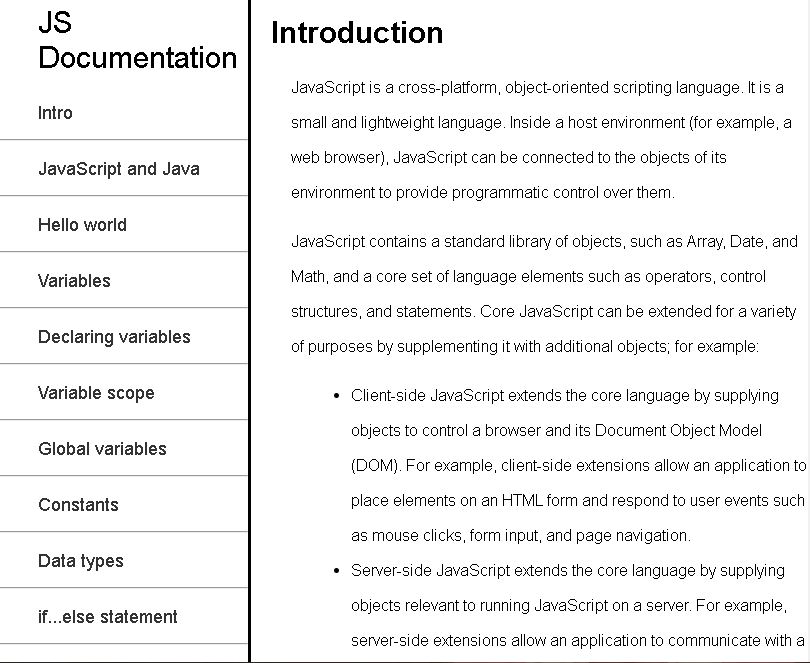 JS
Documentation
Intro
JavaScript and Java
Hello world
Variables
Declaring variables
Variable scope
Global variables
Constants
Data types
if...else statement
Introduction
JavaScript is a cross-platform, object-oriented scripting language. It is a
small and lightweight language. Inside a host environment (for example, a
web browser), JavaScript can be connected to the objects of its
environment to provide programmatic control over them.
JavaScript contains a standard library of objects, such as Array, Date, and
Math, and a core set of language elements such as operators, control
structures, and statements. Core JavaScript can be extended for a variety
of purposes by supplementing it with additional objects; for example:
• Client-side JavaScript extends the core language by supplying
objects to control a browser and its Document Object Model
(DOM). For example, client-side extensions allow an application to
place elements on an HTML form and respond to user events such
as mouse clicks, form input, and page navigation.
• Server-side JavaScript extends the core language by supplying
objects relevant to running JavaScript on a server. For example,
server-side extensions allow an application to communicate with a